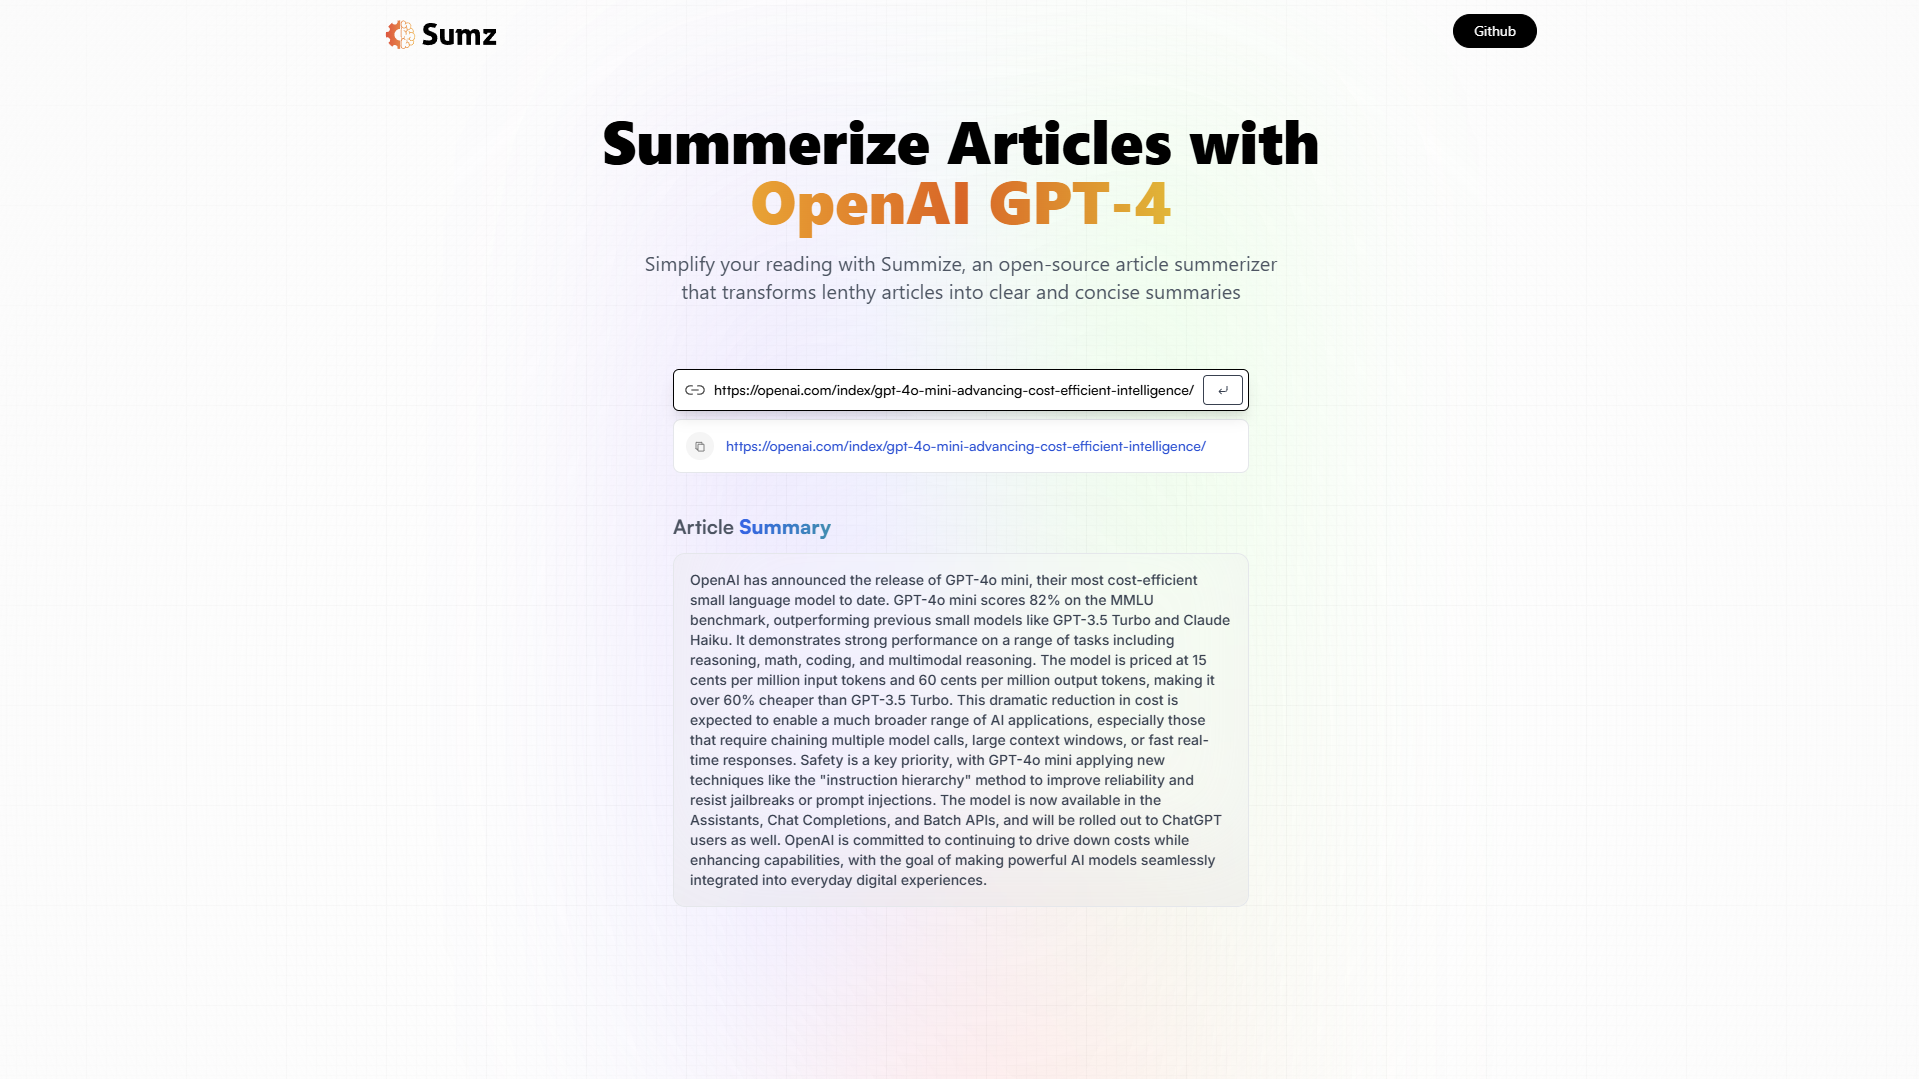 Sumz
Github
Summerize Articles with
OpenAI GPT-4
Simplify your reading with Summize, an open-source article summerizer
that transforms lenthy articles into clear and concise summaries
https://openai.com/index/gpt-4o-mini-advancing-cost-efficient-intelligence/
https://openai.com/index/gpt-4o-mini-advancing-cost-efficient-intelligence/
Article Summary
OpenAI has announced the release of GPT-4o mini, their most cost-efficient
small language model to date. GPT-4o mini scores 82% on the MMLU
benchmark, outperforming previous small models like GPT-3.5 Turbo and Claude
Haiku. It demonstrates strong performance on a range of tasks including
reasoning, math, coding, and multimodal reasoning. The model is priced at 15
cents per million input tokens and 60 cents per million output tokens, making it
over 60% cheaper than GPT-3.5 Turbo. This dramatic reduction in cost is
expected to enable a much broader range of AI applications, especially those
that require chaining multiple model calls, large context windows, or fast real-
time responses. Safety is a key priority, with GPT-4o mini applying new
techniques like the "instruction hierarchy" method to improve reliability and
resist jailbreaks or prompt injections. The model is now available in the
Assistants, Chat Completions, and Batch APIs, and will be rolled out to ChatGPT
users as well. OpenAI is committed to continuing to drive down costs while
enhancing capabilities, with the goal of making powerful AI models seamlessly
integrated into everyday digital experiences.